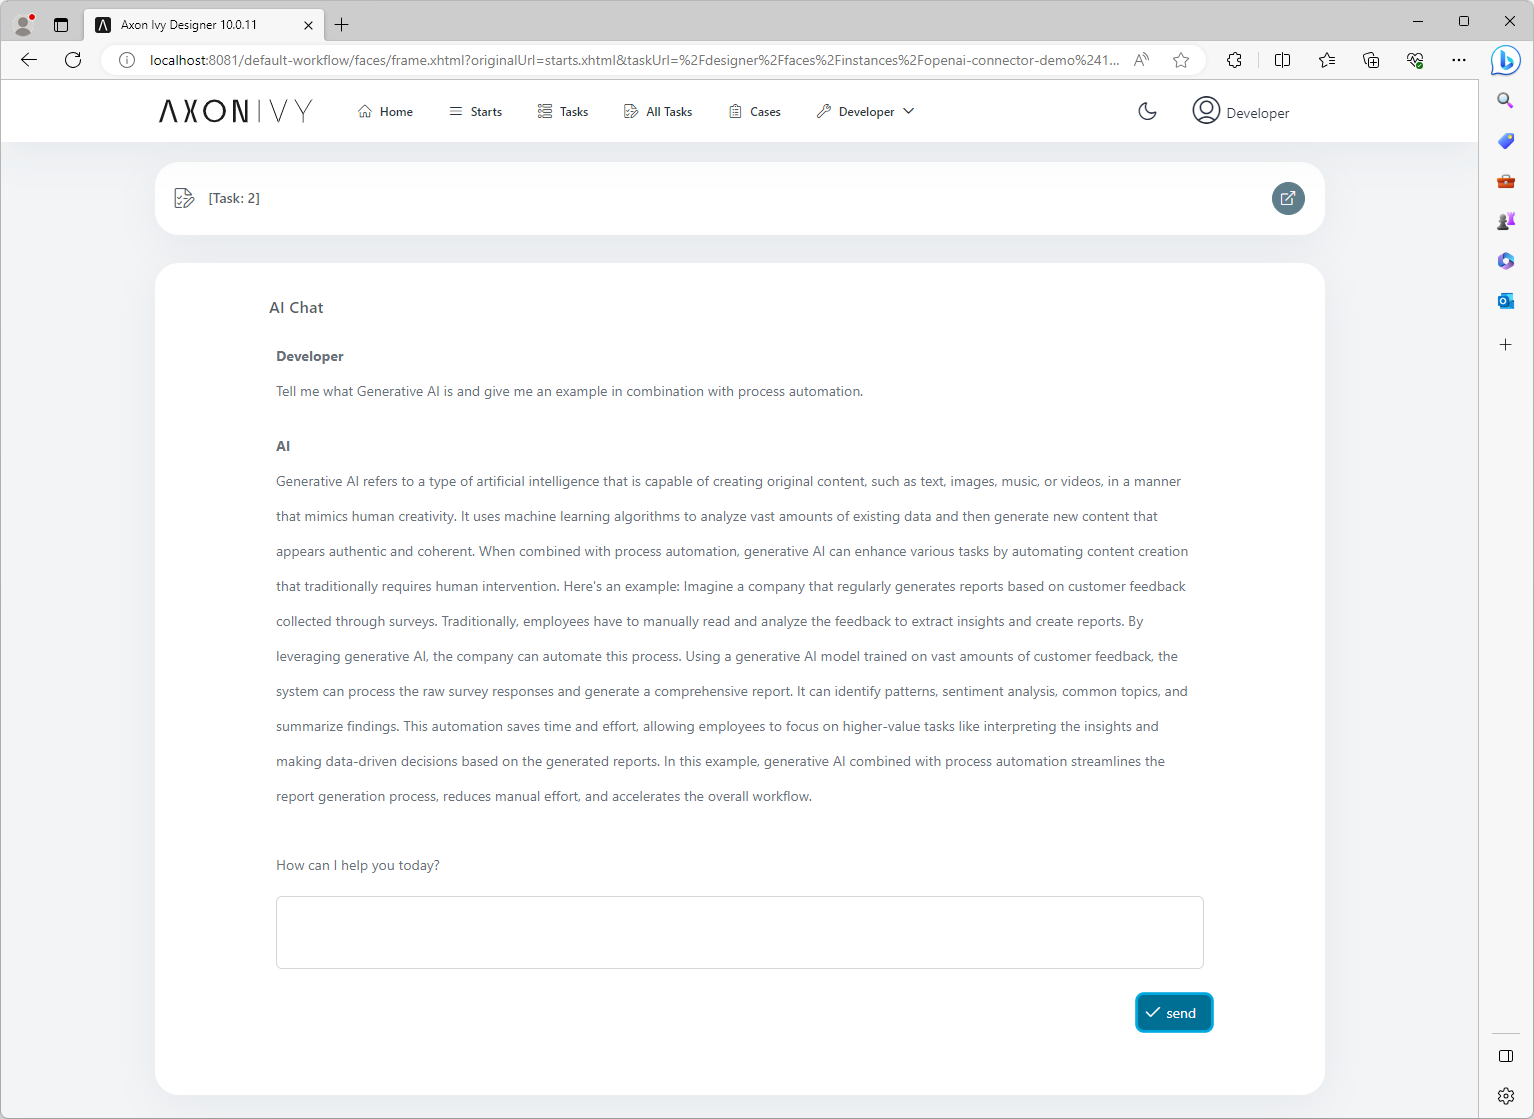 Axon Ivy Designer 10.0.11
localhost:8081/default-workflow/faces/frame.xhtml?originalUrl=starts.xhtml&taskUrl=%2Fdesigner%2Ffaces%2Finstances%2Fopenai-connector-demo%241...
AXONIVY
Home
Starts
Tasks
All Tasks
Cases
Developer
Developer
[Task: 2]
AI Chat
Developer
Tell me what Generative AI is and give me an example in combination with process automation.
AI
Generative AI refers to a type of artificial intelligence that is capable of creating original content, such as text, images, music, or videos, in a manner
that mimics human creativity. It uses machine learning algorithms to analyze vast amounts of existing data and then generate new content that
appears authentic and coherent. When combined with process automation, generative AI can enhance various tasks by automating content creation
that traditionally requires human intervention. Here's an example: Imagine a company that regularly generates reports based on customer feedback
collected through surveys. Traditionally, employees have to manually read and analyze the feedback to extract insights and create reports. By
leveraging generative AI, the company can automate this process. Using a generative AI model trained on vast amounts of customer feedback, the
system can process the raw survey responses and generate a comprehensive report. It can identify patterns, sentiment analysis, common topics, and
summarize findings. This automation saves time and effort, allowing employees to focus on higher-value tasks like interpreting the insights and
making data-driven decisions based on the generated reports. In this example, generative AI combined with process automation streamlines the
report generation process, reduces manual effort, and accelerates the overall workflow.
How can I help you today?
send